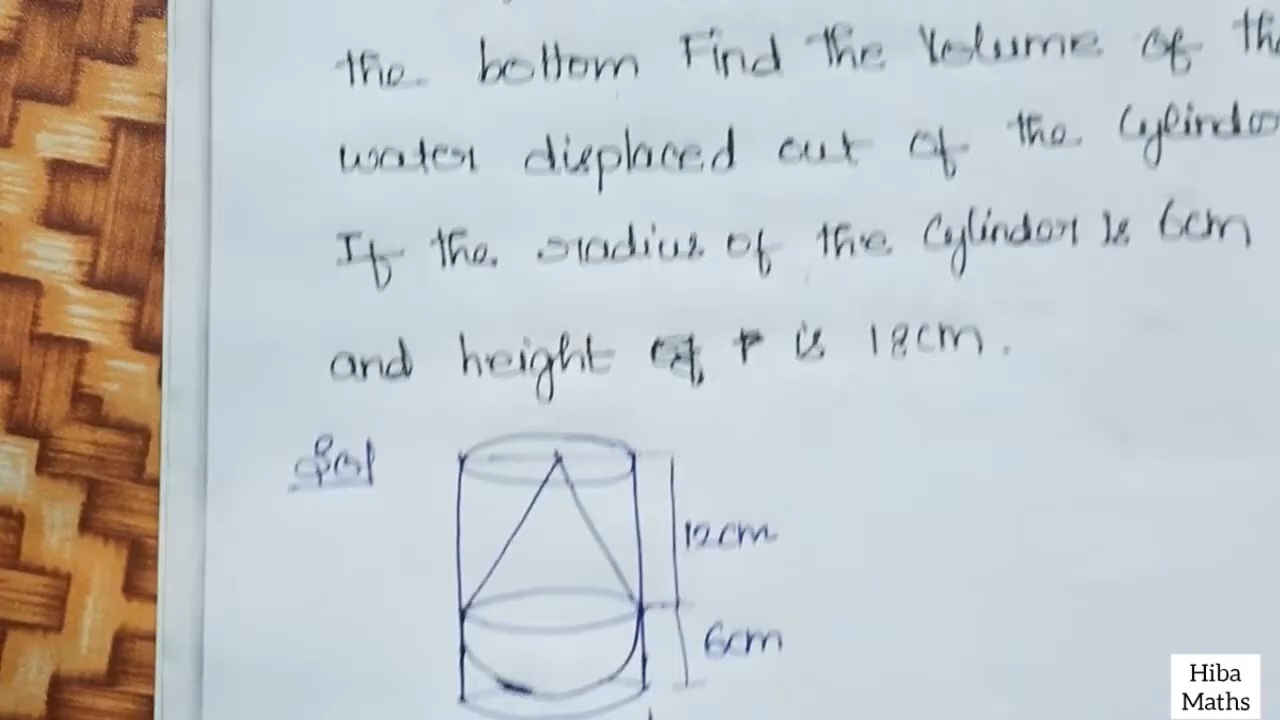 the bottom Find the Volume of the
water displaced out of the Cylinder
If the radius of the Cylinder is 6cm
and height of is 18cm.
Sol
12cm
6cm
Hiba
Maths